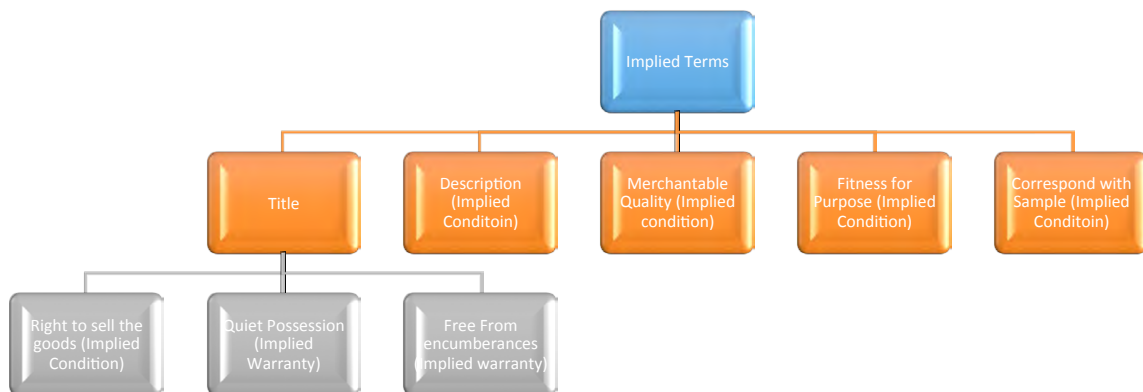 Implied Terms
Title
Description
(Implied
Conditoin)
Merchantable
Quality (Implied
condition)
Fitness for
Purpose (Implied
Condition)
Correspond with
Sample (Implied
Conditoin)
Right to sell the
goods (Implied
Condition)
Quiet Possession
(Implied
Warranty)
Free From
encumberances
(Implied warranty)